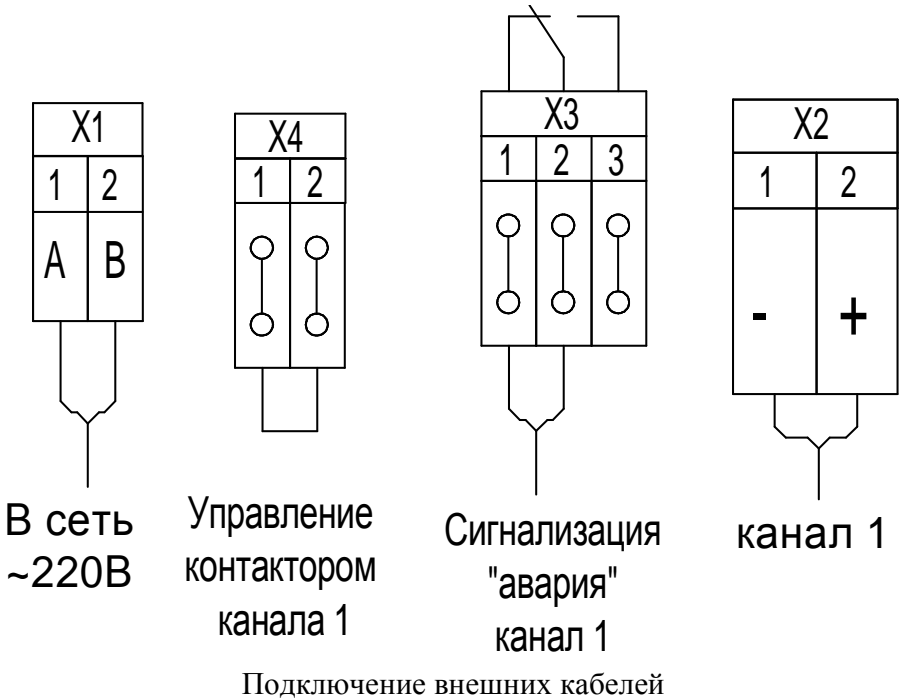 X1
1 2
A B
В сеть
~220В
X4
1 2
Управление
контактором
канала 1
X3
1 2 3
Сигнализация
"авария"
канал 1
X2
1 2
- +
канал 1
Подключение внешних кабелей